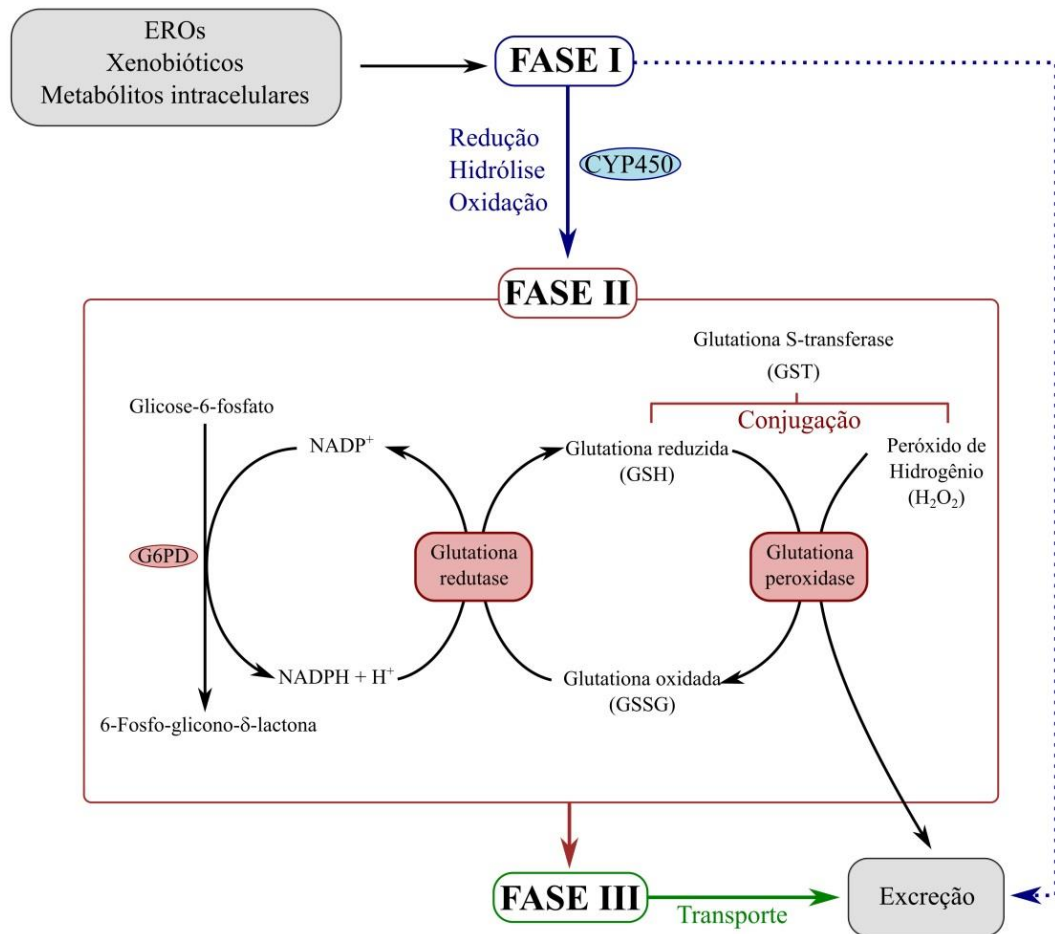 EROs
Xenobióticos
Metabólitos intracelulares
FASE I
Redução
Hidrólise
Oxidação
CYP450
FASE II
Glutationa S-transferase
(GST)
Conjugação
Glicose-6-fosfato
NADP⁺
Glutationa reduzida
(GSH)
Peróxido de
Hidrogênio
(H₂O₂)
G6PD
Glutationa
redutase
Glutationa
peroxidase
NADPH + H⁺
Glutationa oxidada
(GSSG)
6-Fosfo-glicono-δ-lactona
FASE III
Transporte
Excreção